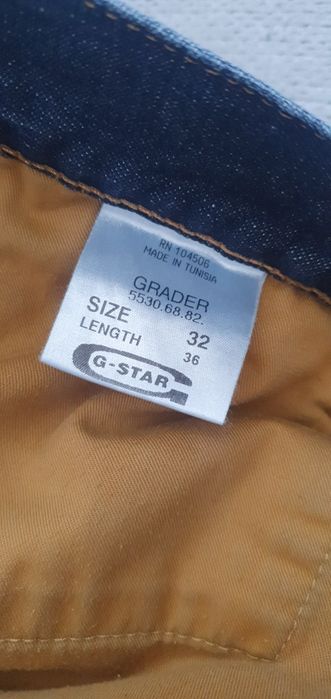 RN 104506
MADE IN TUNISIA
GRADER
5530.68.82.
SIZE 32
LENGTH 36
G-STAR